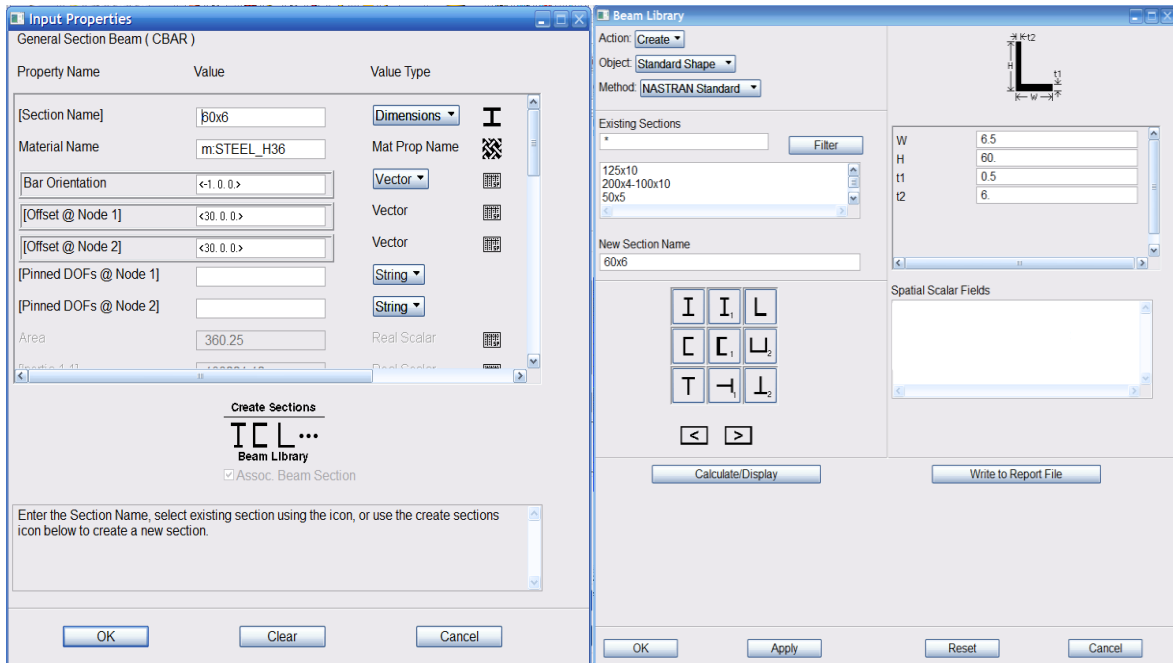 Input Properties
General Section Beam ( CBAR )
Property Name Value Value Type
[Section Name] 60x6 Dimensions
Material Name m:STEEL_H36 Mat Prop Name
Bar Orientation <-1. 0. 0.> Vector
[Offset @ Node 1] <30. 0. 0.> Vector
[Offset @ Node 2] <30. 0. 0.> Vector
[Pinned DOFs @ Node 1] String
[Pinned DOFs @ Node 2] String
Area 360.25 Real Scalar
Create Sections
Beam Library
Assoc. Beam Section
Enter the Section Name, select existing section using the icon, or use the create sections
icon below to create a new section.
OK Clear Cancel
Beam Library
Action: Create
Object: Standard Shape
Method: NASTRAN Standard
Existing Sections
* Filter
125x10
200x4-100x10
50x5
New Section Name
60x6
t2
H
t1
W
W 6.5
H 60.
t1 0.5
t2 6.
Spatial Scalar Fields
1
1 2
1 2
< >
Calculate/Display Write to Report File
OK Apply Reset Cancel